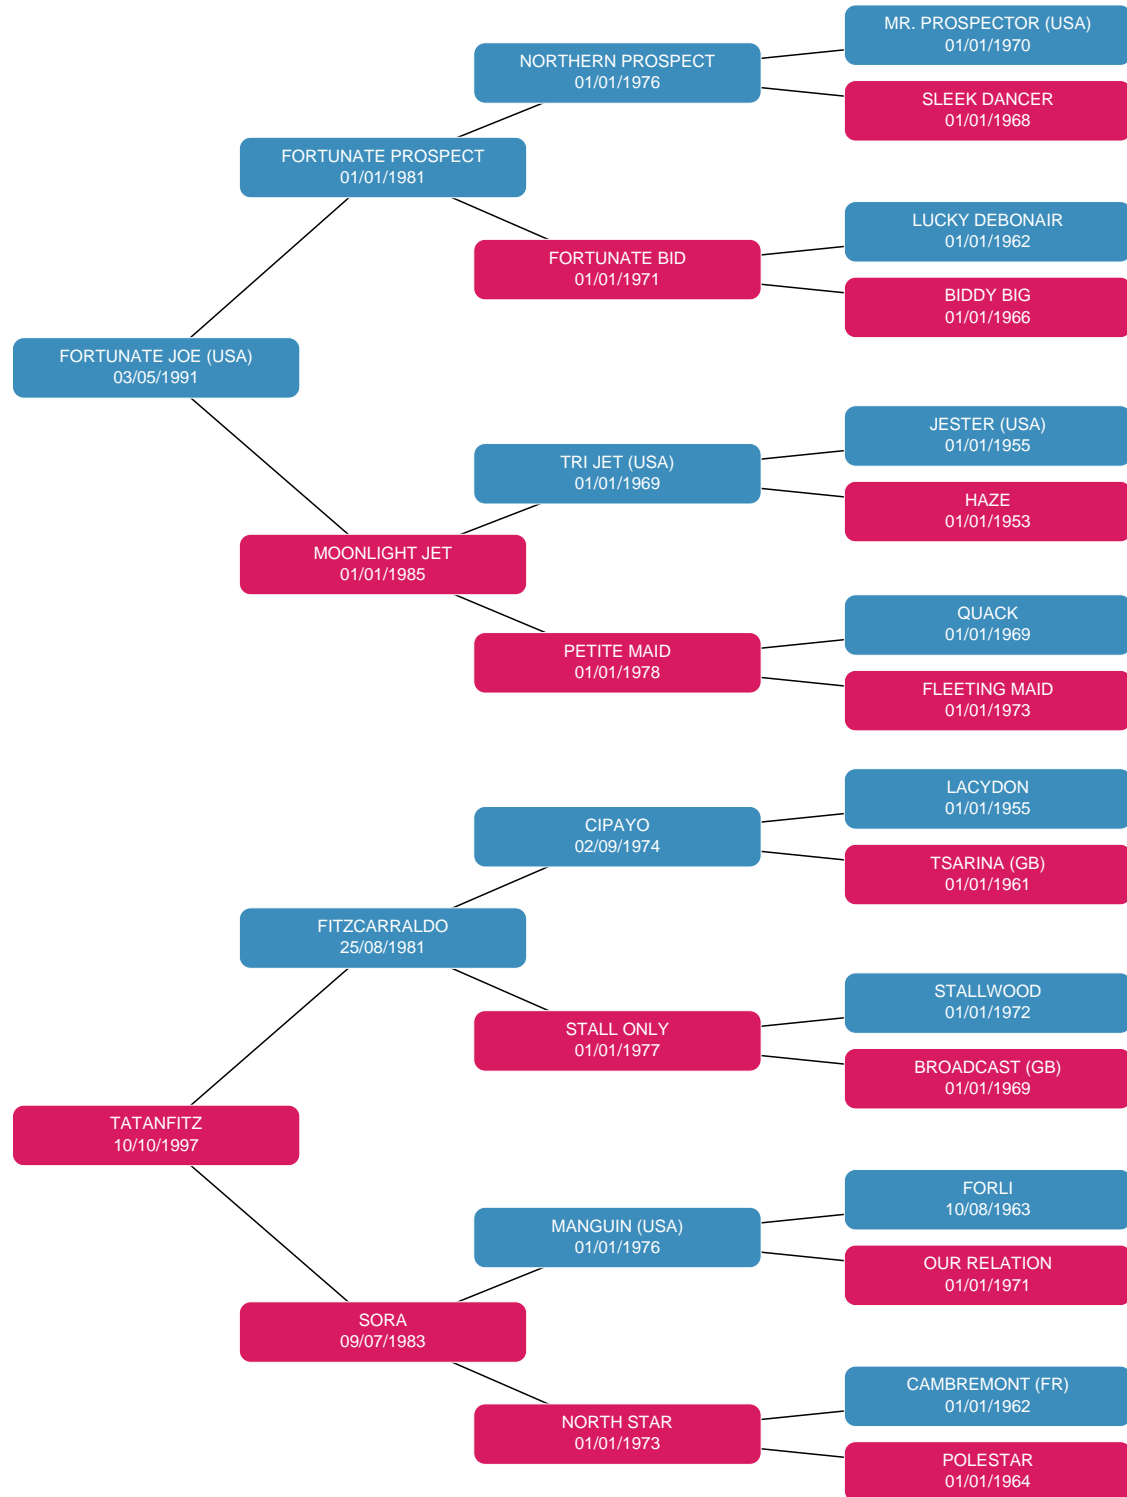 MR. PROSPECTOR (USA)
01/01/1970
NORTHERN PROSPECT
01/01/1976
SLEEK DANCER
01/01/1968
FORTUNATE PROSPECT
01/01/1981
LUCKY DEBONAIR
01/01/1962
FORTUNATE BID
01/01/1971
BIDDY BIG
01/01/1966
FORTUNATE JOE (USA)
03/05/1991
JESTER (USA)
01/01/1955
TRI JET (USA)
01/01/1969
HAZE
01/01/1953
MOONLIGHT JET
01/01/1985
QUACK
01/01/1969
PETITE MAID
01/01/1978
FLEETING MAID
01/01/1973
LACYDON
01/01/1955
CIPAYO
02/09/1974
TSARINA (GB)
01/01/1961
FITZCARRALDO
25/08/1981
STALLWOOD
01/01/1972
STALL ONLY
01/01/1977
BROADCAST (GB)
01/01/1969
TATANFITZ
10/10/1997
FORLI
10/08/1963
MANGUIN (USA)
01/01/1976
OUR RELATION
01/01/1971
SORA
09/07/1983
CAMBREMONT (FR)
01/01/1962
NORTH STAR
01/01/1973
POLESTAR
01/01/1964